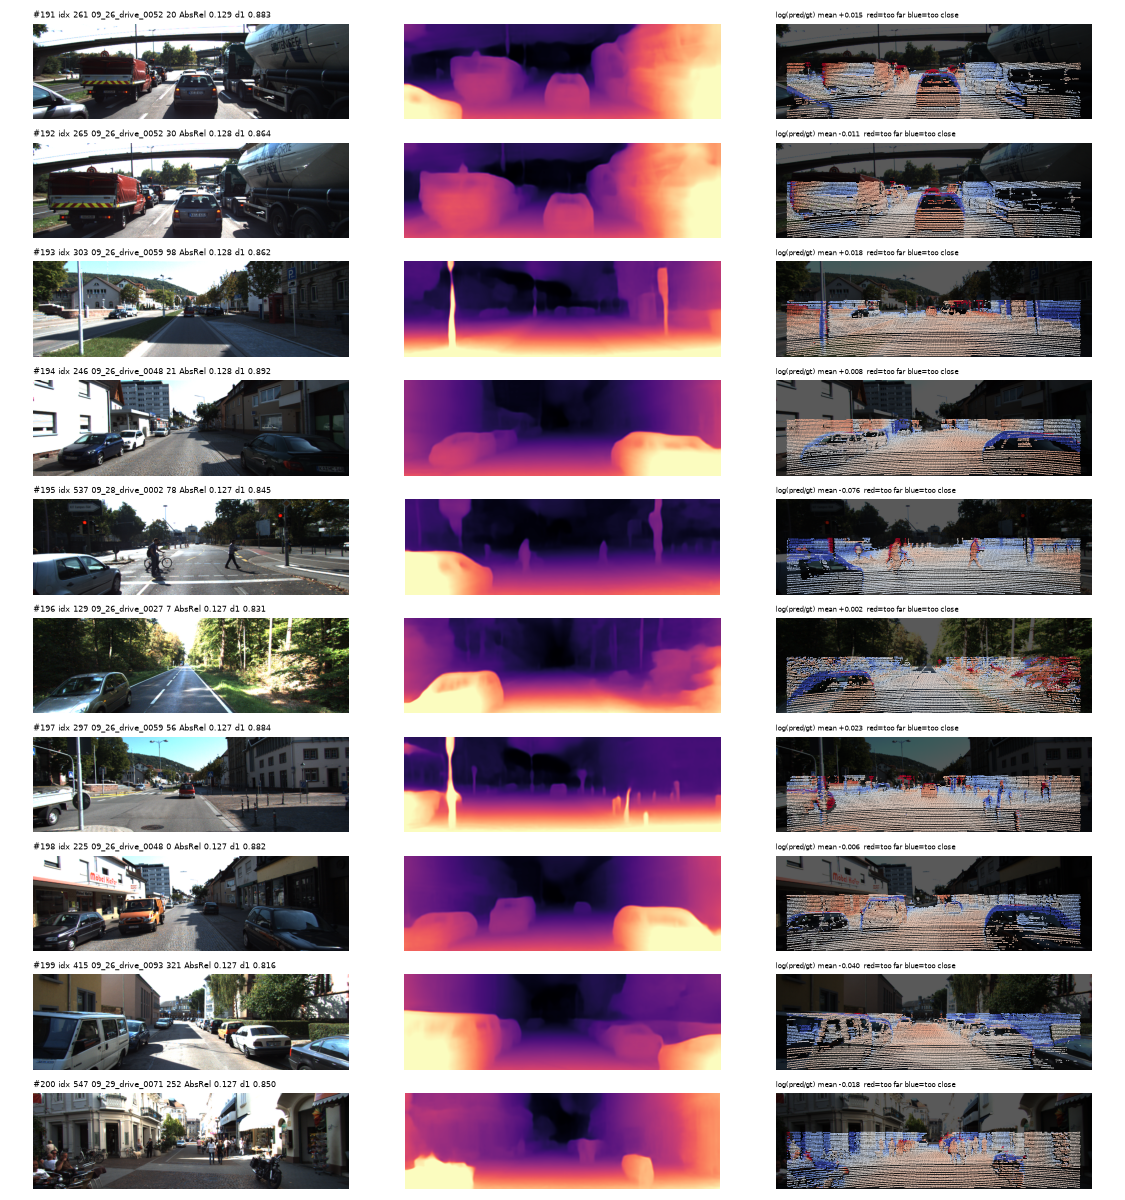 #191 idx 261 09_26_drive_0052 20 AbsRel 0.129 d1 0.883
log(pred/gt) mean +0.015 red=too far blue=too close
#192 idx 265 09_26_drive_0052 30 AbsRel 0.128 d1 0.864
log(pred/gt) mean -0.011 red=too far blue=too close
#193 idx 303 09_26_drive_0059 98 AbsRel 0.128 d1 0.862
log(pred/gt) mean +0.018 red=too far blue=too close
#194 idx 246 09_26_drive_0048 21 AbsRel 0.128 d1 0.892
log(pred/gt) mean +0.008 red=too far blue=too close
#195 idx 537 09_28_drive_0002 78 AbsRel 0.127 d1 0.845
log(pred/gt) mean -0.076 red=too far blue=too close
#196 idx 129 09_26_drive_0027 7 AbsRel 0.127 d1 0.831
log(pred/gt) mean +0.002 red=too far blue=too close
#197 idx 297 09_26_drive_0059 56 AbsRel 0.127 d1 0.884
log(pred/gt) mean +0.023 red=too far blue=too close
#198 idx 225 09_26_drive_0048 0 AbsRel 0.127 d1 0.882
log(pred/gt) mean -0.006 red=too far blue=too close
#199 idx 415 09_26_drive_0093 321 AbsRel 0.127 d1 0.816
log(pred/gt) mean -0.040 red=too far blue=too close
#200 idx 547 09_29_drive_0071 252 AbsRel 0.127 d1 0.850
log(pred/gt) mean -0.018 red=too far blue=too close